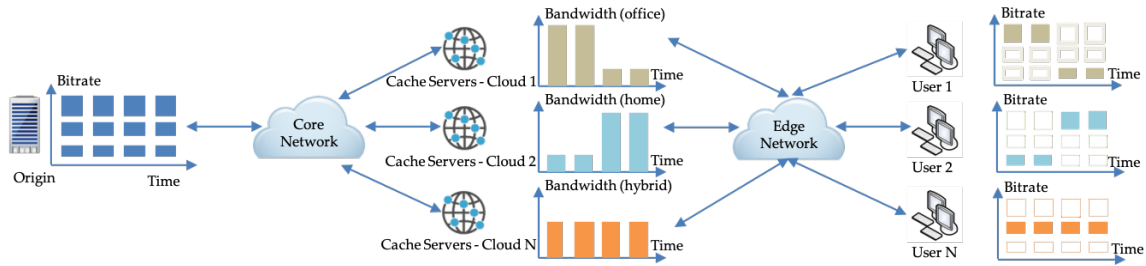 Bitrate
Origin
Time
Core
Network
Cache Servers - Cloud 1
Cache Servers - Cloud 2
Cache Servers - Cloud N
Bandwidth (office)
Time
Bandwidth (home)
Time
Bandwidth (hybrid)
Time
Edge
Network
User 1
User 2
User N
Bitrate
Time
Bitrate
Time
Bitrate
Time